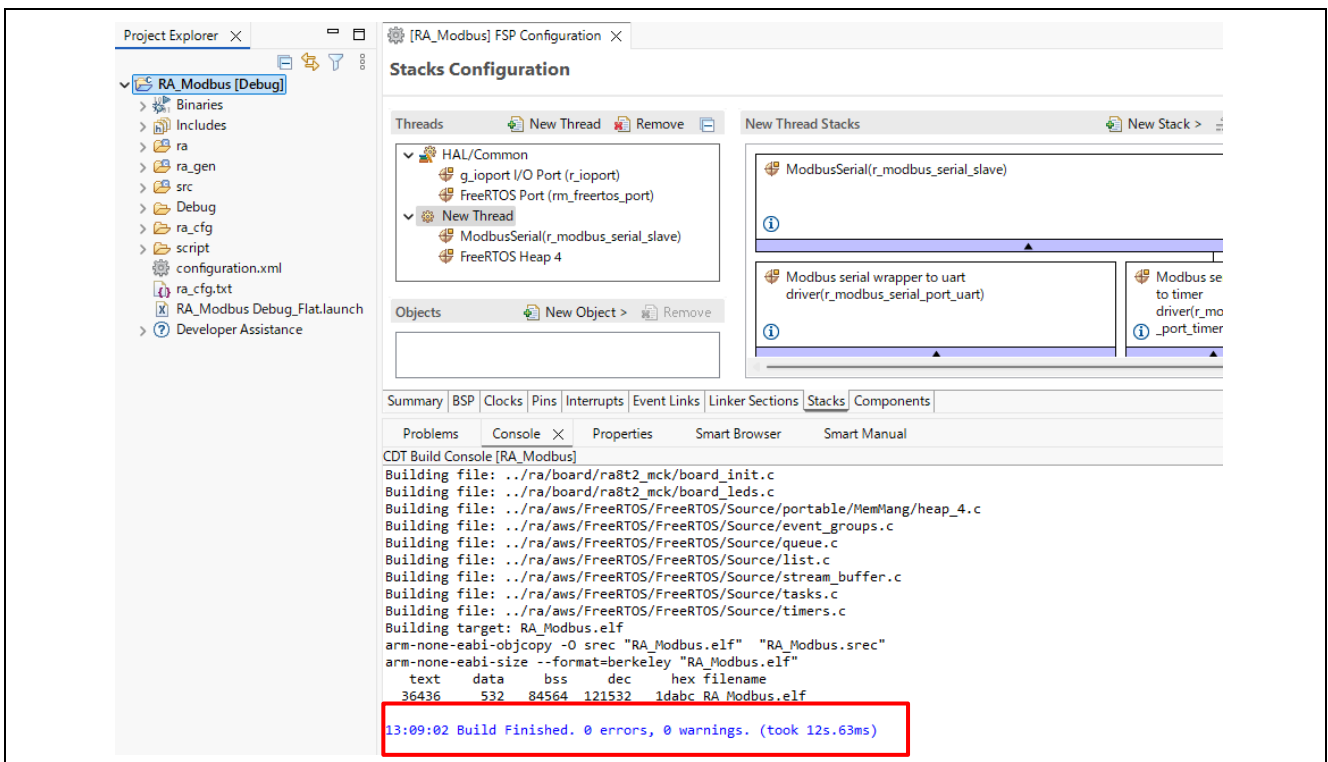 Project Explorer
RA_Modbus [Debug]
Binaries
Includes
ra
ra_gen
src
Debug
ra_cfg
script
configuration.xml
ra_cfg.txt
RA_Modbus Debug_Flat.launch
Developer Assistance
[RA_Modbus] FSP Configuration
Stacks Configuration
Threads New Thread Remove
HAL/Common
g_ioport I/O Port (r_ioport)
FreeRTOS Port (rm_freertos_port)
New Thread
ModbusSerial(r_modbus_serial_slave)
FreeRTOS Heap 4
Objects New Object > Remove
New Thread Stacks New Stack >
ModbusSerial(r_modbus_serial_slave)
Modbus serial wrapper to uart
driver(r_modbus_serial_port_uart)
Modbus se
to timer
driver(r_mo
_port_timer
Summary BSP Clocks Pins Interrupts Event Links Linker Sections Stacks Components
Problems Console Properties Smart Browser Smart Manual
CDT Build Console [RA_Modbus]
Building file: ../ra/board/ra8t2_mck/board_init.c
Building file: ../ra/board/ra8t2_mck/board_leds.c
Building file: ../ra/aws/FreeRTOS/FreeRTOS/Source/portable/MemMang/heap_4.c
Building file: ../ra/aws/FreeRTOS/FreeRTOS/Source/event_groups.c
Building file: ../ra/aws/FreeRTOS/FreeRTOS/Source/queue.c
Building file: ../ra/aws/FreeRTOS/FreeRTOS/Source/list.c
Building file: ../ra/aws/FreeRTOS/FreeRTOS/Source/stream_buffer.c
Building file: ../ra/aws/FreeRTOS/FreeRTOS/Source/tasks.c
Building file: ../ra/aws/FreeRTOS/FreeRTOS/Source/timers.c
Building target: RA_Modbus.elf
arm-none-eabi-objcopy -O srec "RA_Modbus.elf" "RA_Modbus.srec"
arm-none-eabi-size --format=berkeley "RA_Modbus.elf"
text data bss dec hex filename
36436 532 84564 121532 1dabc RA_Modbus.elf
13:09:02 Build Finished. 0 errors, 0 warnings. (took 12s.63ms)